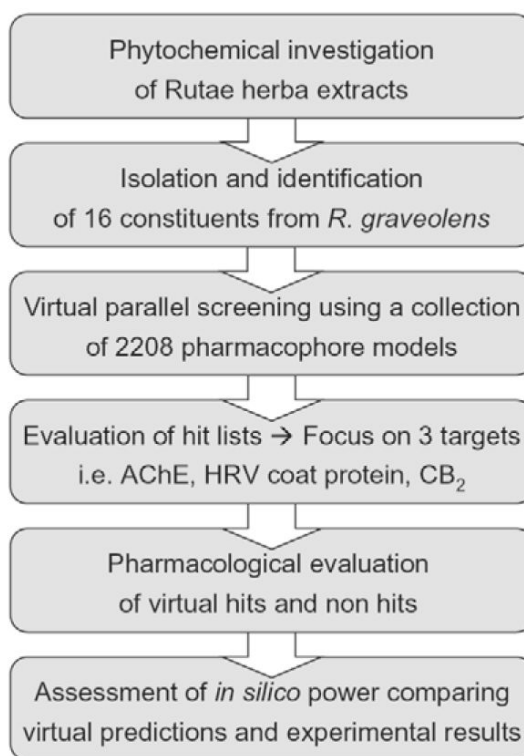 Phytochemical investigation
of Rutae herba extracts
Isolation and identification
of 16 constituents from R. graveolens
Virtual parallel screening using a collection
of 2208 pharmacophore models
Evaluation of hit lists → Focus on 3 targets
i.e. AChE, HRV coat protein, CB₂
Pharmacological evaluation
of virtual hits and non hits
Assessment of in silico power comparing
virtual predictions and experimental results